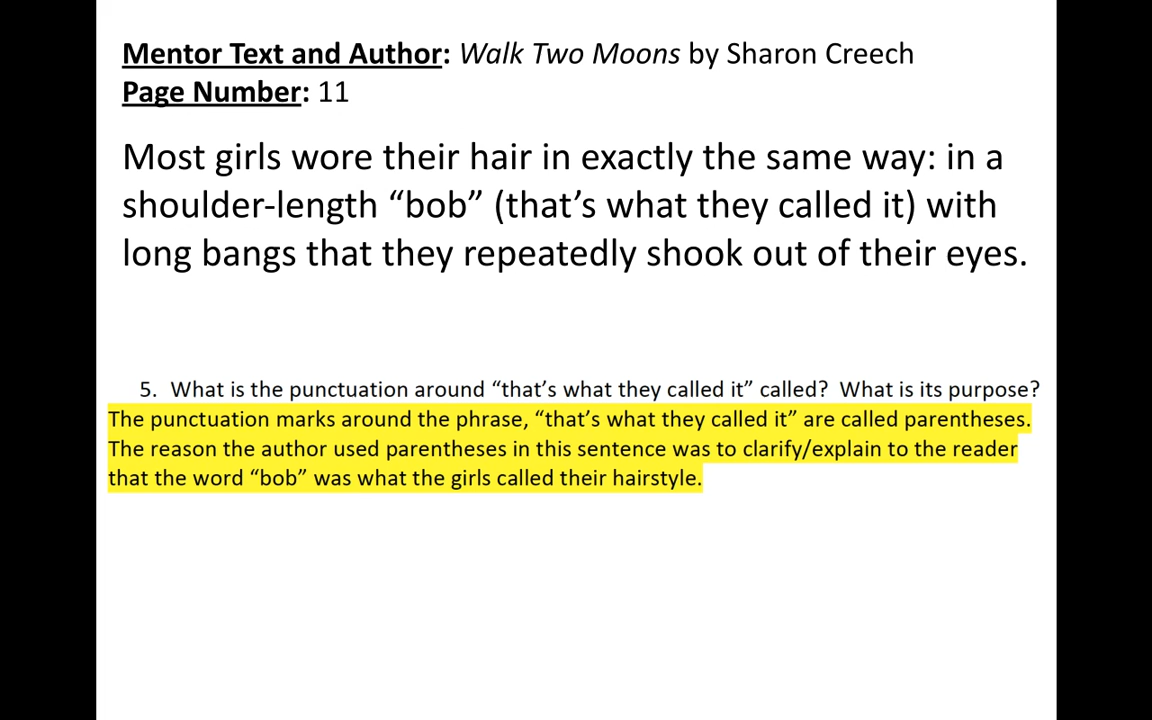 Mentor Text and Author: Walk Two Moons by Sharon Creech
Page Number: 11
Most girls wore their hair in exactly the same way: in a
shoulder-length “bob” (that’s what they called it) with
long bangs that they repeatedly shook out of their eyes.
5. What is the punctuation around “that’s what they called it” called? What is its purpose?
The punctuation marks around the phrase, “that’s what they called it” are called parentheses.
The reason the author used parentheses in this sentence was to clarify/explain to the reader
that the word “bob” was what the girls called their hairstyle.